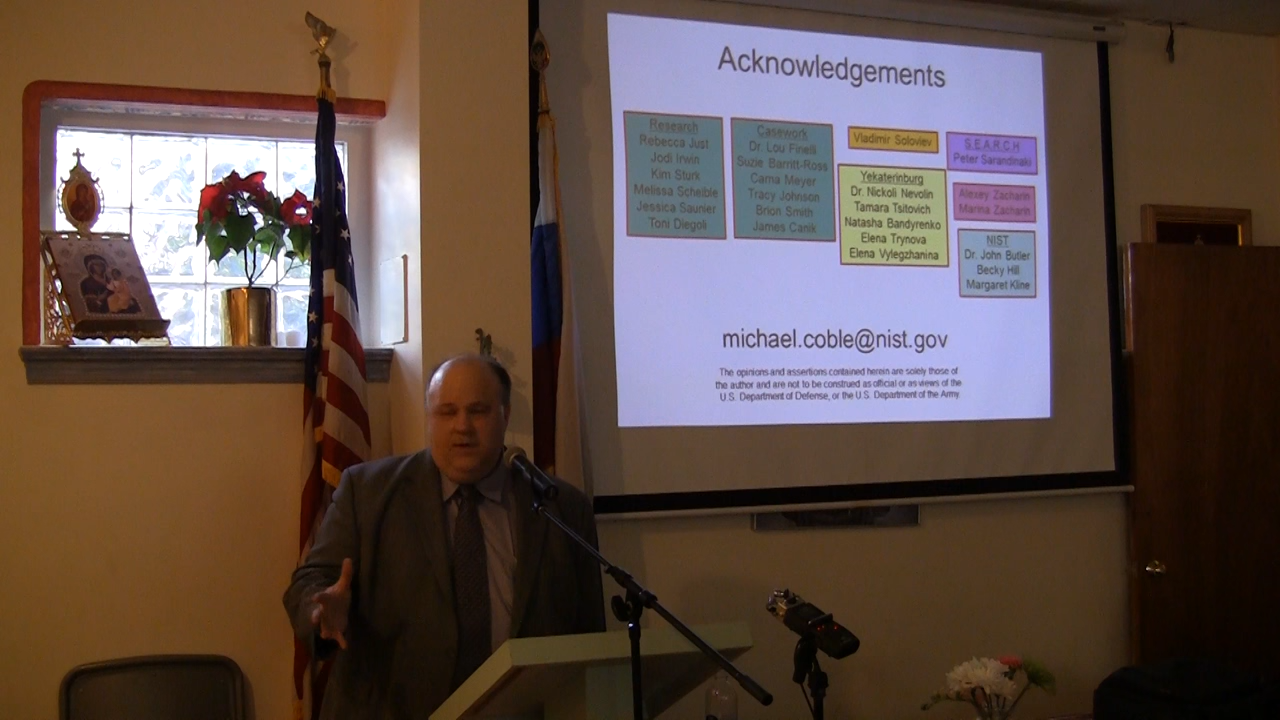 Acknowledgements
Research
Rebecca Just
Jodi Irwin
Kim Sturk
Melissa Scheible
Jessica Saunier
Toni Diegoli
Casework
Dr. Lou Finelli
Suzie Barritt-Ross
Carna Meyer
Tracy Johnson
Brion Smith
James Canik
Vladimir Soloviev
Yekaterinburg
Dr. Nickoli Nevolin
Tamara Tsitovich
Natasha Bandyrenko
Elena Trynova
Elena Vylegzhanina
S.E.A.R.C.H
Peter Sarandinaki
Alexey Zacharin
Marina Zacharin
NIST
Dr. John Butler
Becky Hill
Margaret Kline
michael.coble@nist.gov
The opinions and assertions contained herein are solely those of
the author and are not to be construed as official or as views of the
U.S. Department of Defense, or the U.S. Department of the Army.